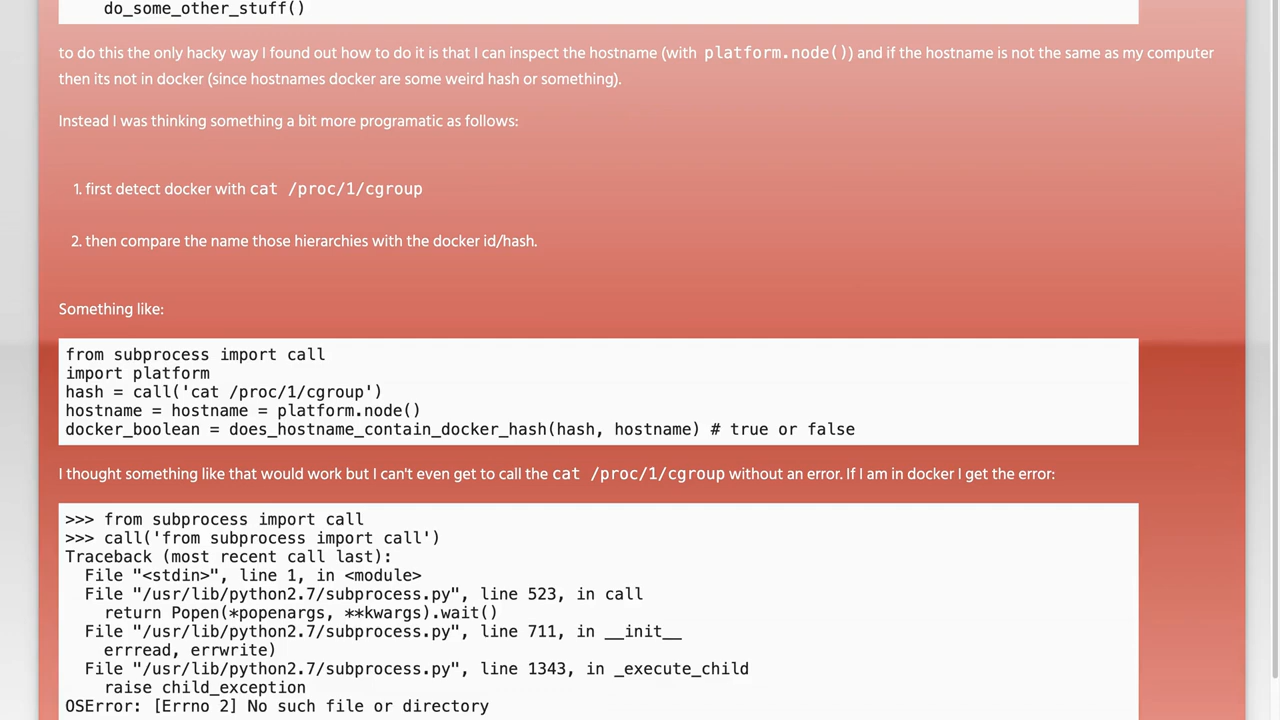 do_some_other_stuff()
to do this the only hacky way I found out how to do it is that I can inspect the hostname (with platform.node()) and if the hostname is not the same as my computer
then its not in docker (since hostnames docker are some weird hash or something).
Instead I was thinking something a bit more programatic as follows:
1. first detect docker with cat /proc/1/cgroup
2. then compare the name those hierarchies with the docker id/hash.
Something like:
from subprocess import call
import platform
hash = call('cat /proc/1/cgroup')
hostname = hostname = platform.node()
docker_boolean = does_hostname_contain_docker_hash(hash, hostname) # true or false
I thought something like that would work but I can't even get to call the cat /proc/1/cgroup without an error. If I am in docker I get the error:
>>> from subprocess import call
>>> call('from subprocess import call')
Traceback (most recent call last):
  File "<stdin>", line 1, in <module>
  File "/usr/lib/python2.7/subprocess.py", line 523, in call
    return Popen(*popenargs, **kwargs).wait()
  File "/usr/lib/python2.7/subprocess.py", line 711, in __init__
    errread, errwrite)
  File "/usr/lib/python2.7/subprocess.py", line 1343, in _execute_child
    raise child_exception
OSError: [Errno 2] No such file or directory